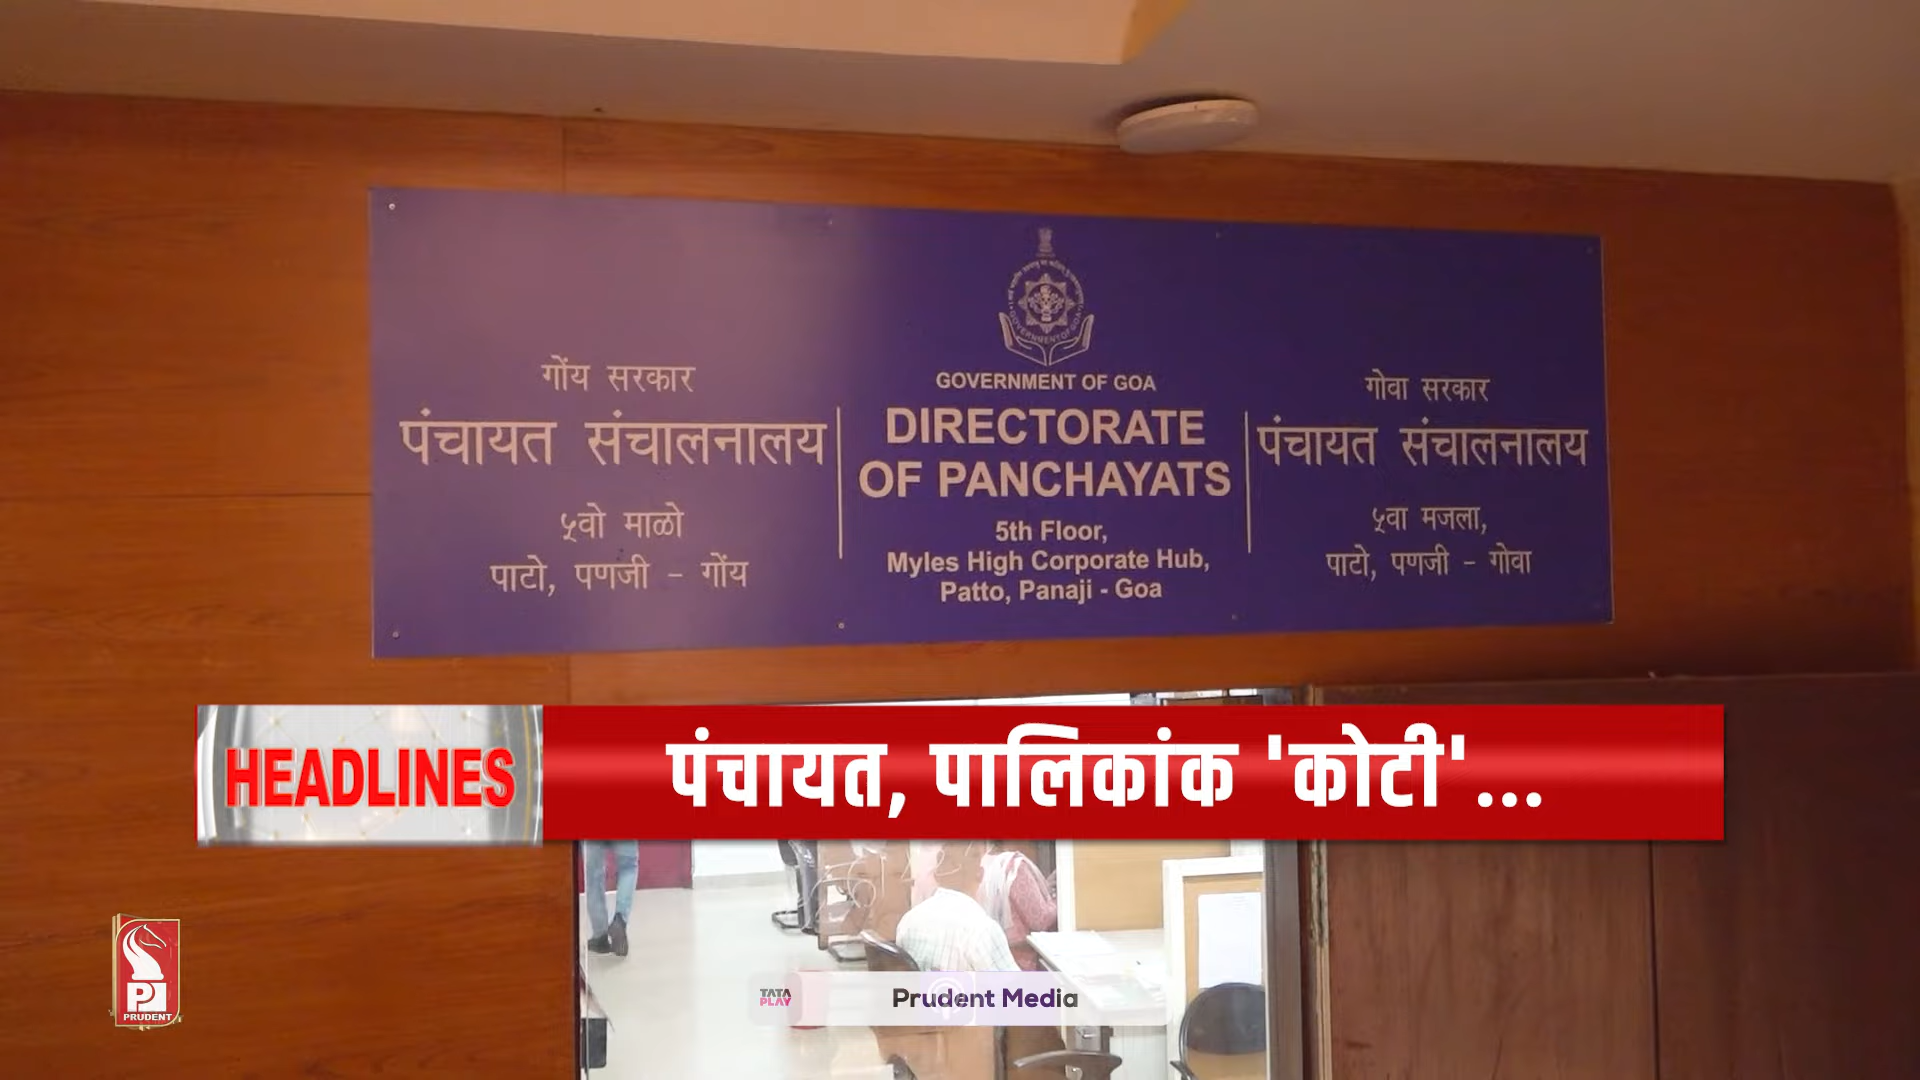 गोंय सरकार
पंचायत संचालनालय
५वो माळो
पाटो, पणजी - गोंय
GOVERNMENT OF GOA
DIRECTORATE
OF PANCHAYATS
5th Floor,
Myles High Corporate Hub,
Patto, Panaji - Goa
गोवा सरकार
पंचायत संचालनालय
५वा मजला,
पाटो, पणजी - गोवा
HEADLINES
पंचायत, पालिकांक 'कोटी'...
PRUDENT
TATA
PLAY
Prudent Media